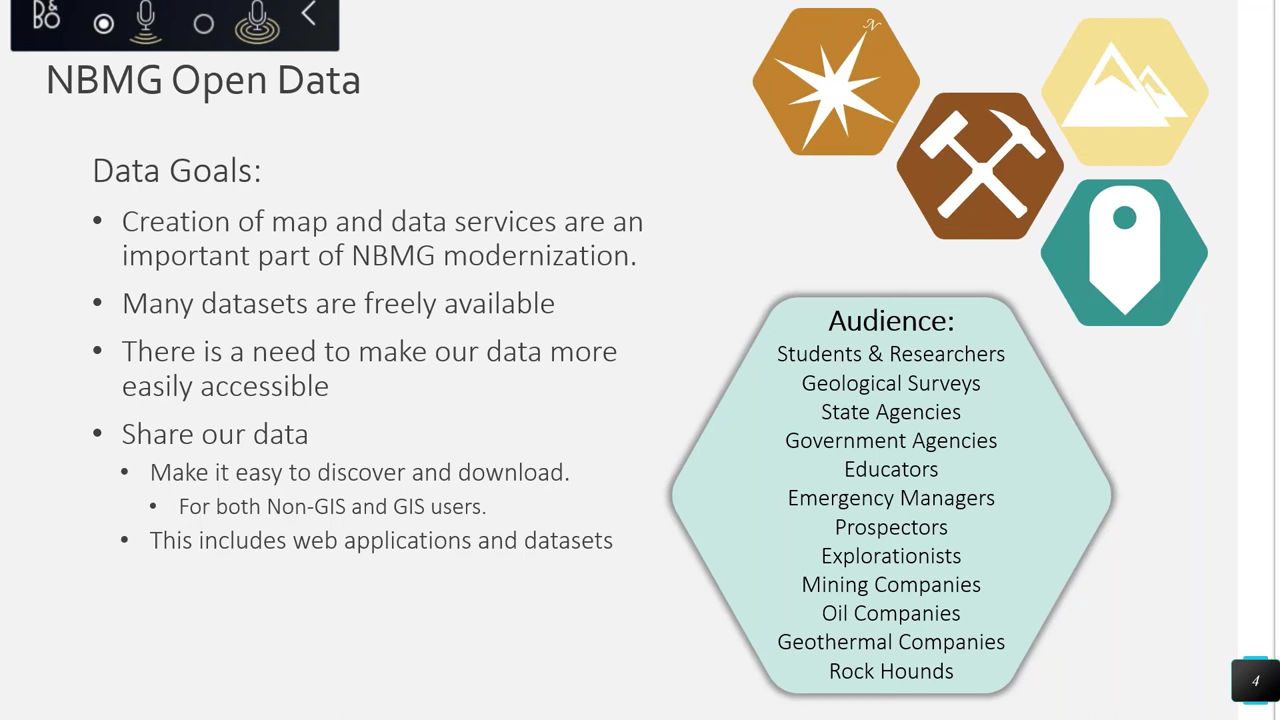 B&O
NBMG Open Data
N
Data Goals:
• Creation of map and data services are an
important part of NBMG modernization.
• Many datasets are freely available
• There is a need to make our data more
easily accessible
• Share our data
• Make it easy to discover and download.
• For both Non-GIS and GIS users.
• This includes web applications and datasets
Audience:
Students & Researchers
Geological Surveys
State Agencies
Government Agencies
Educators
Emergency Managers
Prospectors
Explorationists
Mining Companies
Oil Companies
Geothermal Companies
Rock Hounds
4